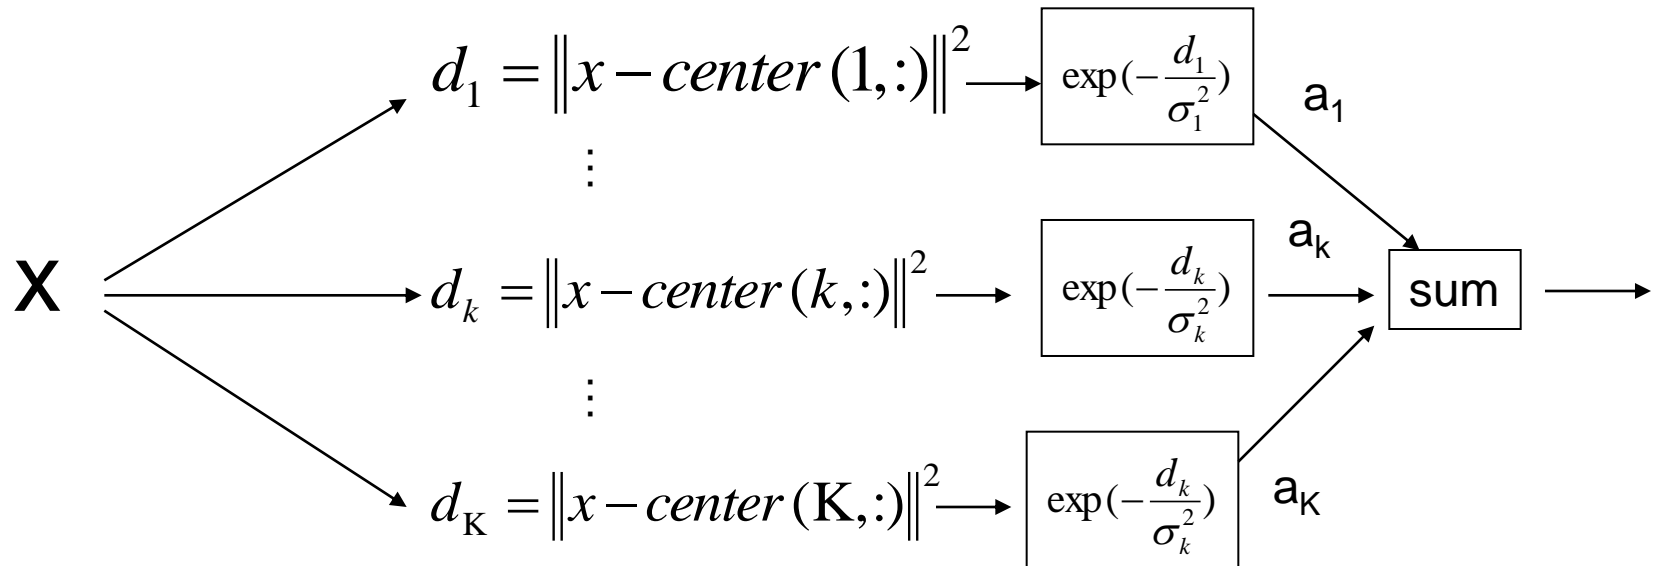 d₁ = ‖x − center(1,:)‖² exp(−d₁/σ₁²) a₁
⋮
X d_k = ‖x − center(k,:)‖² exp(−d_k/σ_k²) a_k sum
⋮
d_K = ‖x − center(K,:)‖² exp(−d_k/σ_k²) a_K